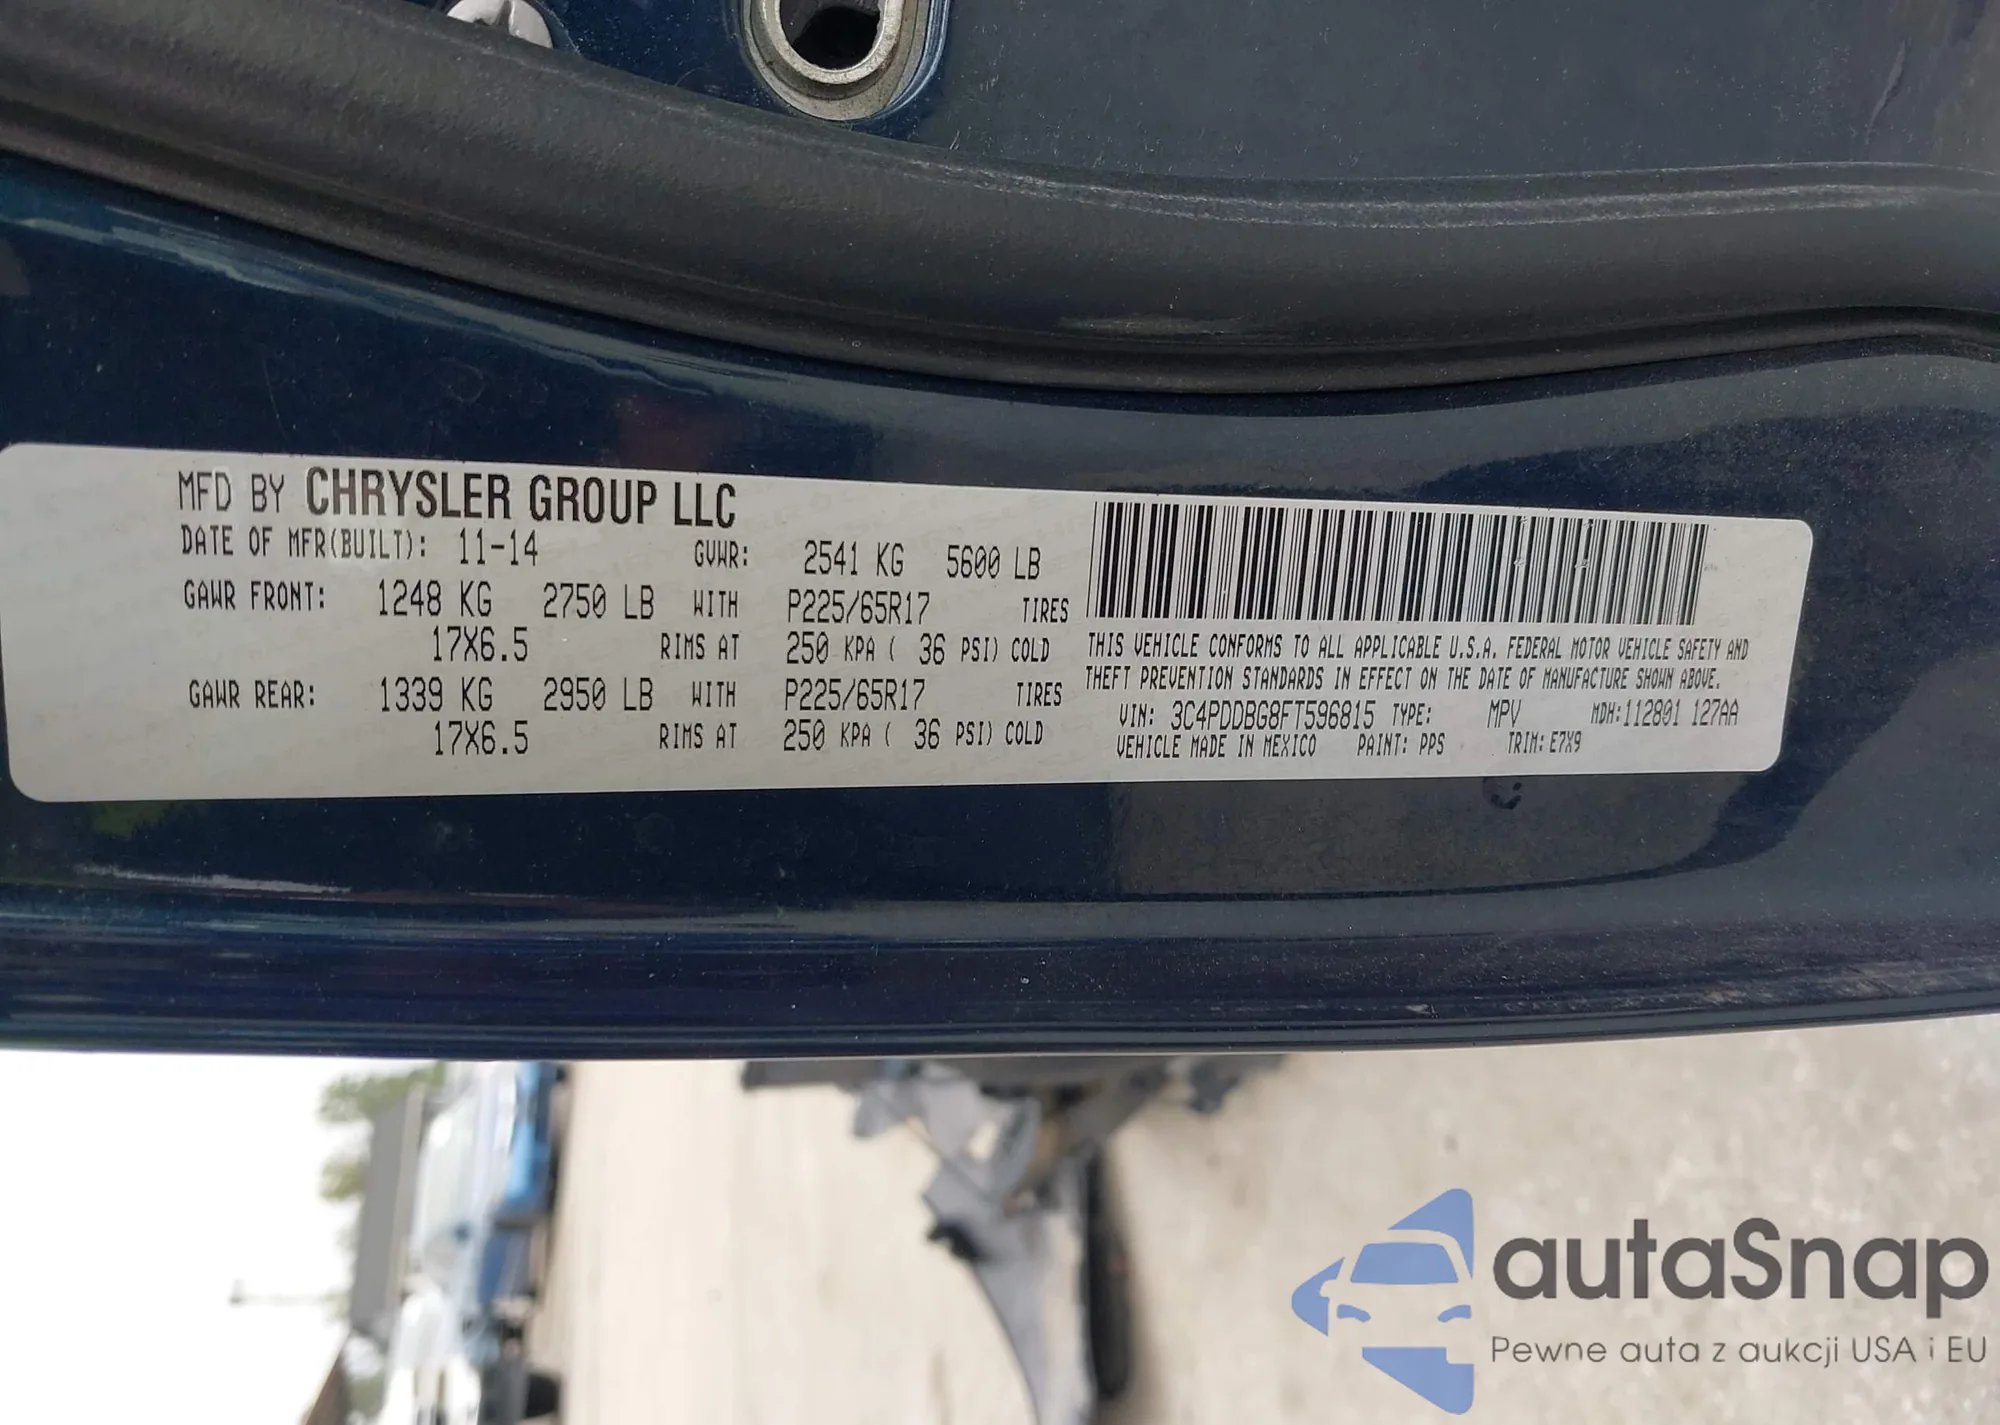 MFD BY CHRYSLER GROUP LLC
DATE OF MFR(BUILT): 11-14 GVWR: 2541 KG 5600 LB
GAWR FRONT: 1248 KG 2750 LB WITH P225/65R17 TIRES
17X6.5 RIMS AT 250 KPA ( 36 PSI) COLD
GAWR REAR: 1339 KG 2950 LB WITH P225/65R17 TIRES
17X6.5 RIMS AT 250 KPA ( 36 PSI) COLD
THIS VEHICLE CONFORMS TO ALL APPLICABLE U.S.A. FEDERAL MOTOR VEHICLE SAFETY AND
THEFT PREVENTION STANDARDS IN EFFECT ON THE DATE OF MANUFACTURE SHOWN ABOVE.
VIN: 3C4PDDBG8FT596815 TYPE: MPV MDH:112801 127AA
VEHICLE MADE IN MEXICO PAINT: PPS TRIM: E7X9
autaSnap
Pewne auta z aukcji USA i EU